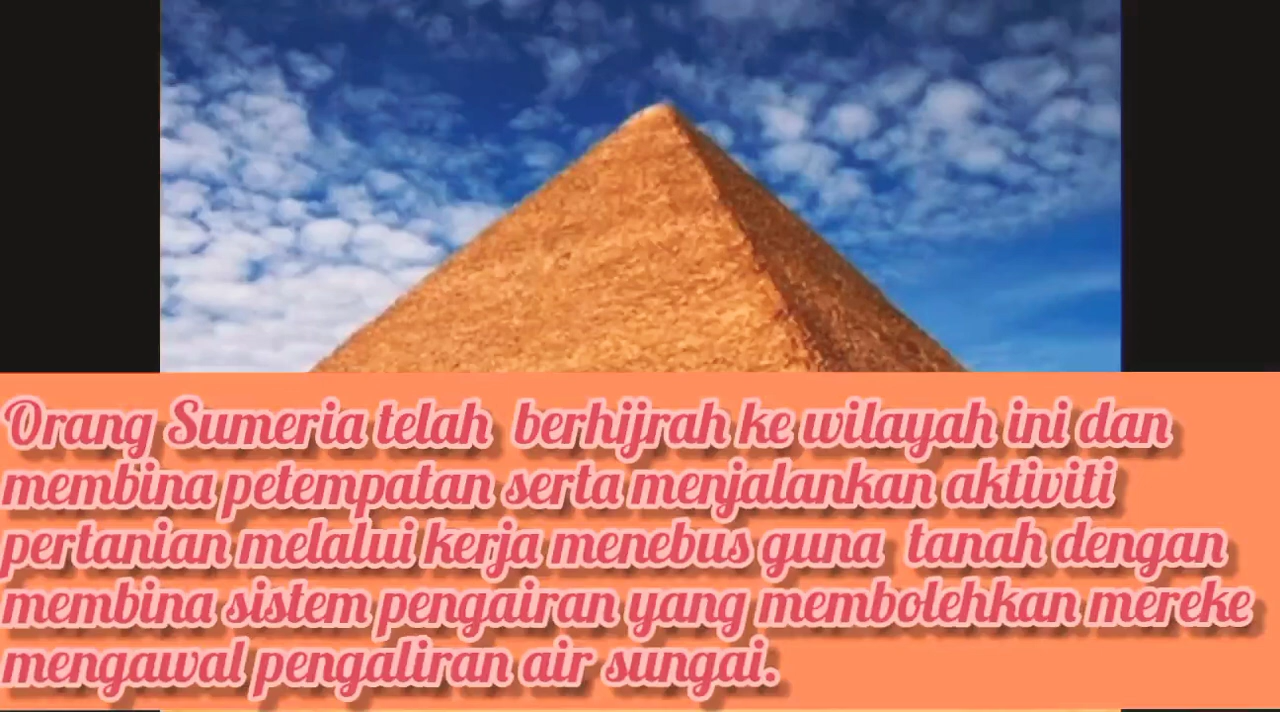 Orang Sumeria telah berhijrah ke wilayah ini dan
membina petempatan serta menjalankan aktiviti
pertanian melalui kerja menebus guna tanah dengan
membina sistem pengairan yang membolehkan mereke
mengawal pengaliran air sungai.